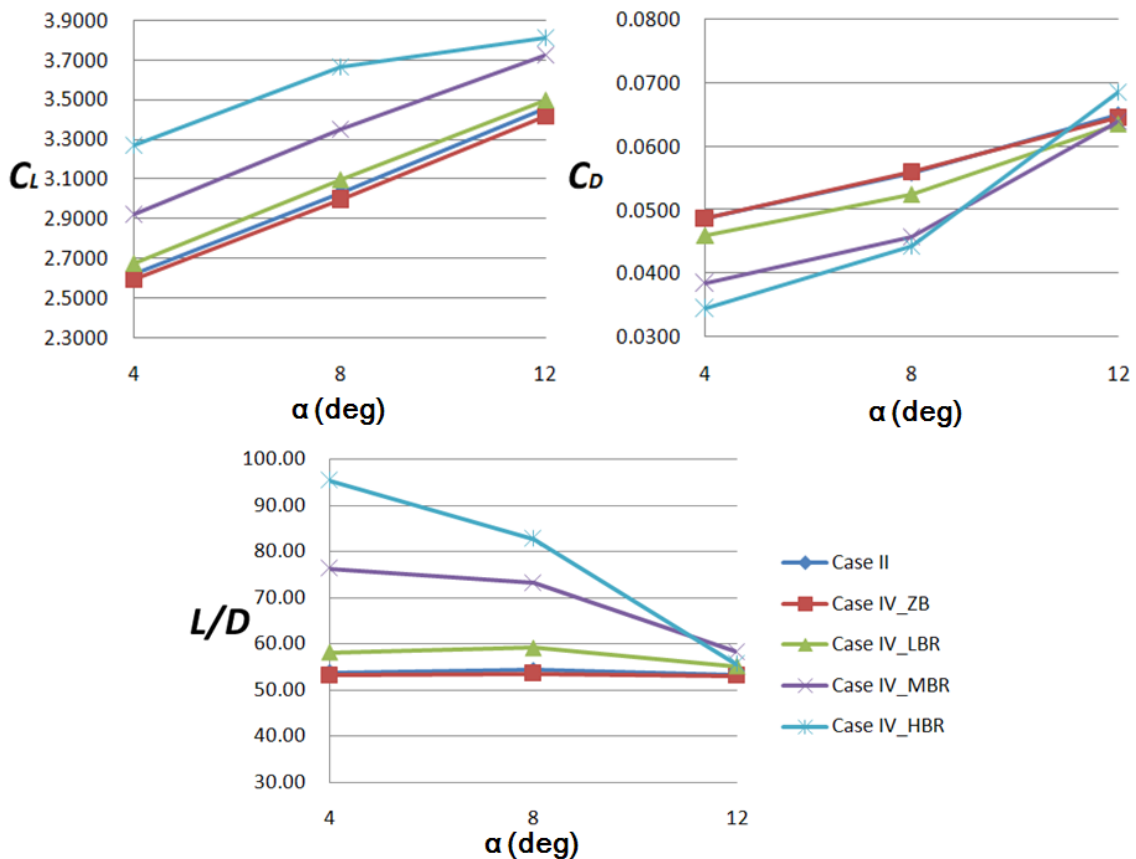 3.9000
3.7000
3.5000
3.3000
3.1000
2.9000
2.7000
2.5000
2.3000
CL
4
8
12
α (deg)
0.0800
0.0700
0.0600
0.0500
0.0400
0.0300
CD
4
8
12
α (deg)
100.00
90.00
80.00
70.00
60.00
50.00
40.00
30.00
L/D
4
8
12
α (deg)
Case II
Case IV_ZB
Case IV_LBR
Case IV_MBR
Case IV_HBR